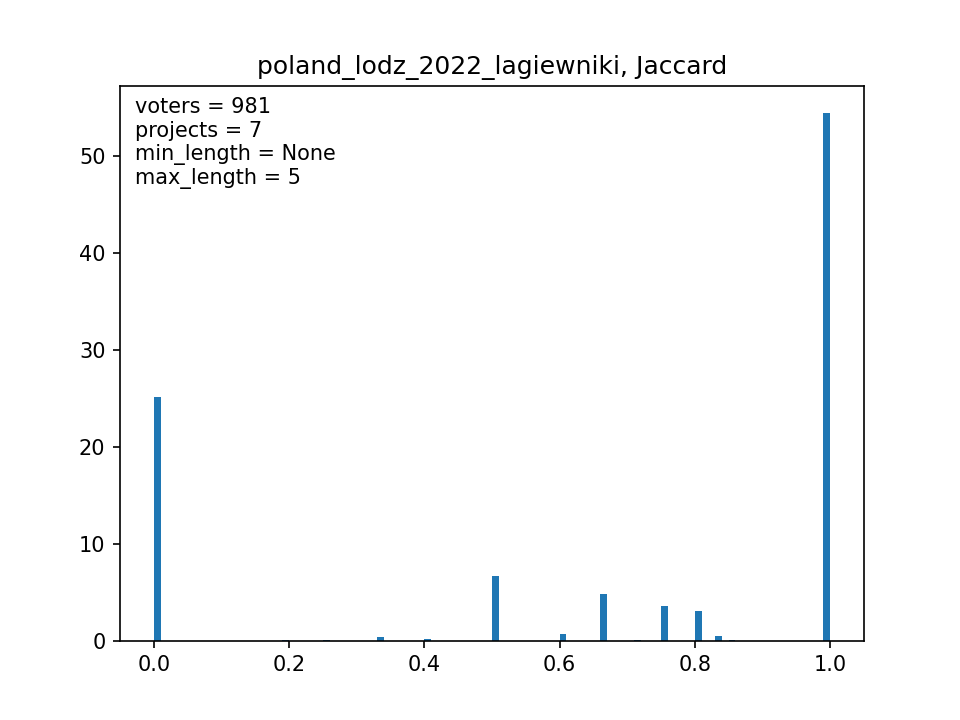 poland_lodz_2022_lagiewniki, Jaccard
voters = 981
projects = 7
min_length = None
max_length = 5
50
40
30
20
10
0
0.0 0.2 0.4 0.6 0.8 1.0